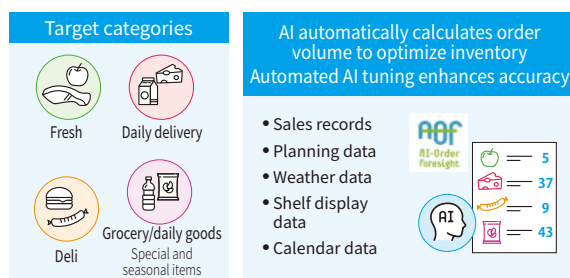 Target categories
Fresh
Daily delivery
Deli
Grocery/daily goods
Special and
seasonal items
AI automatically calculates order
volume to optimize inventory
Automated AI tuning enhances accuracy
• Sales records
• Planning data
• Weather data
• Shelf display
data
• Calendar data
AOF
AI-Order
foresight
AI
5
37
9
43